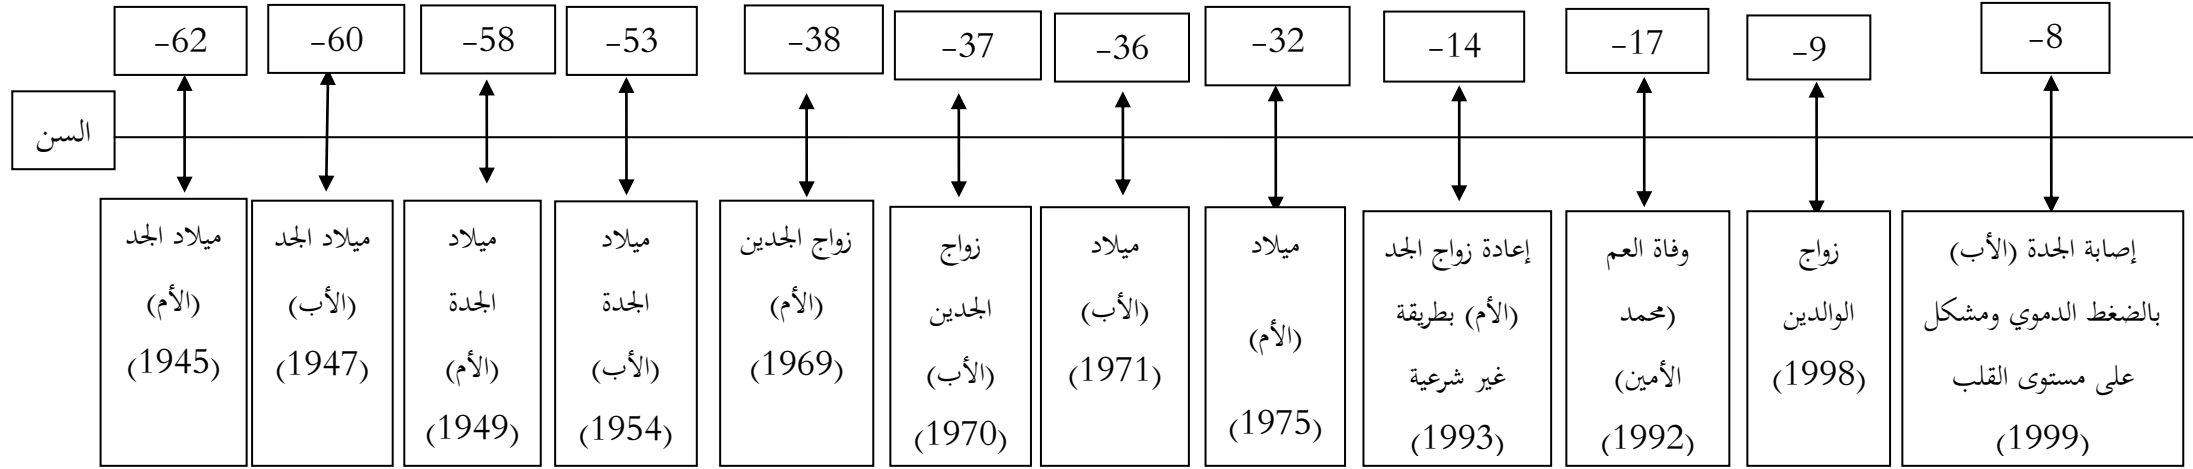 -62
-60
-58
-53
-38
-37
-36
-32
-14
-17
-9
-8
السن
ميلاد الجد
(الأم)
(1945)
ميلاد الجد
(الأب)
(1947)
ميلاد
الجدة
(الأم)
(1949)
ميلاد
الجدة
(الأب)
(1954)
زواج الجدين
(الأم)
(1969)
زواج
الجدين
(الأب)
(1970)
ميلاد
(الأب)
(1971)
ميلاد
(الأم)
(1975)
إعادة زواج الجد
(الأم) بطريقة
غير شرعية
(1993)
وفاة العم
(محمد
الأمين)
(1992)
زواج
الوالدين
(1998)
إصابة الجدة (الأب)
بالضغط الدموي ومشكل
على مستوى القلب
(1999)